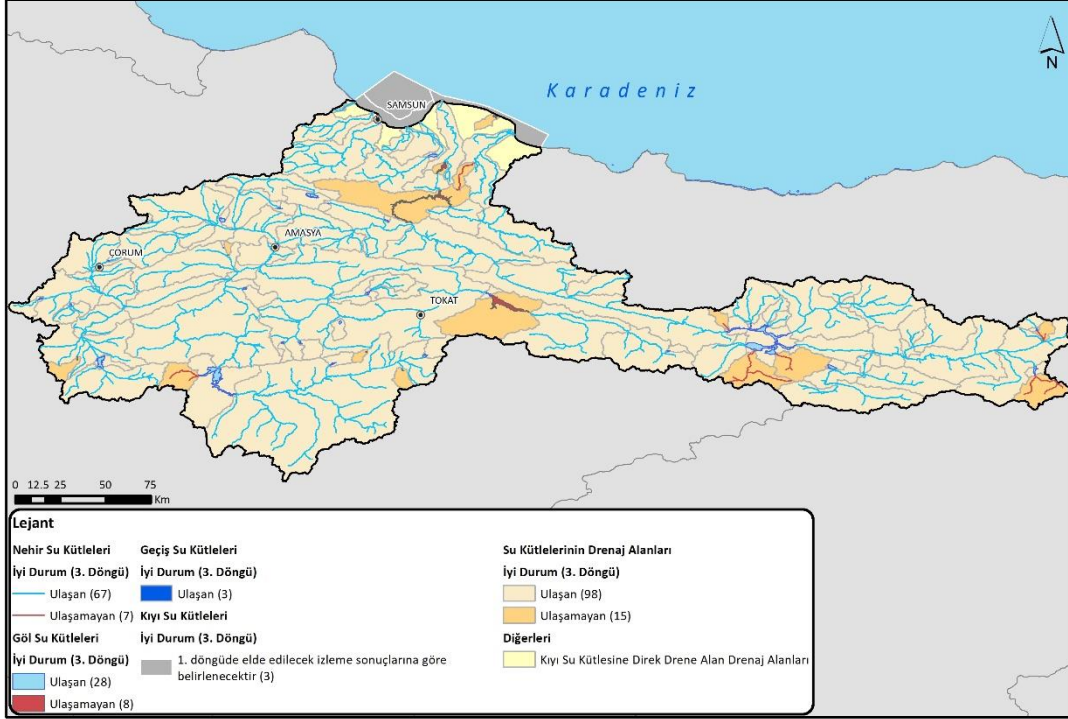 N
Karadeniz
SAMSUN
AMASYA
ÇORUM
TOKAT
0 12.5 25 50 75
Km
Lejant
Nehir Su Kütleleri
İyi Durum (3. Döngü)
Ulaşan (67)
Ulaşamayan (7)
Göl Su Kütleleri
İyi Durum (3. Döngü)
Ulaşan (28)
Ulaşamayan (8)
Geçiş Su Kütleleri
İyi Durum (3. Döngü)
Ulaşan (3)
Kıyı Su Kütleleri
İyi Durum (3. Döngü)
1. döngüde elde edilecek izleme sonuçlarına göre
belirlenecektir (3)
Su Kütlelerinin Drenaj Alanları
İyi Durum (3. Döngü)
Ulaşan (98)
Ulaşamayan (15)
Diğerleri
Kıyı Su Kütlesine Direk Drene Alan Drenaj Alanları